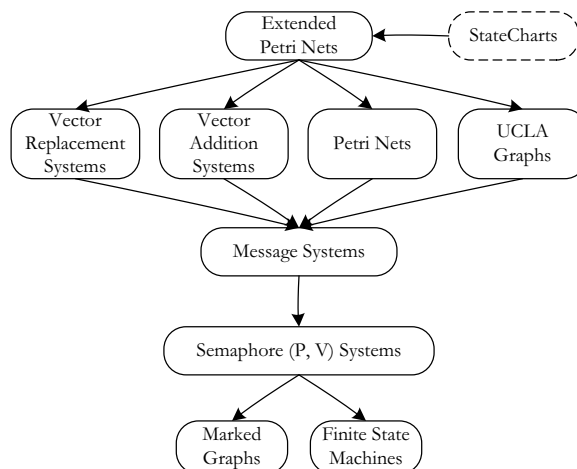 Extended
Petri Nets
StateCharts
Vector
Replacement
Systems
Vector
Addition
Systems
Petri Nets
UCLA
Graphs
Message Systems
Semaphore (P, V) Systems
Marked
Graphs
Finite State
Machines